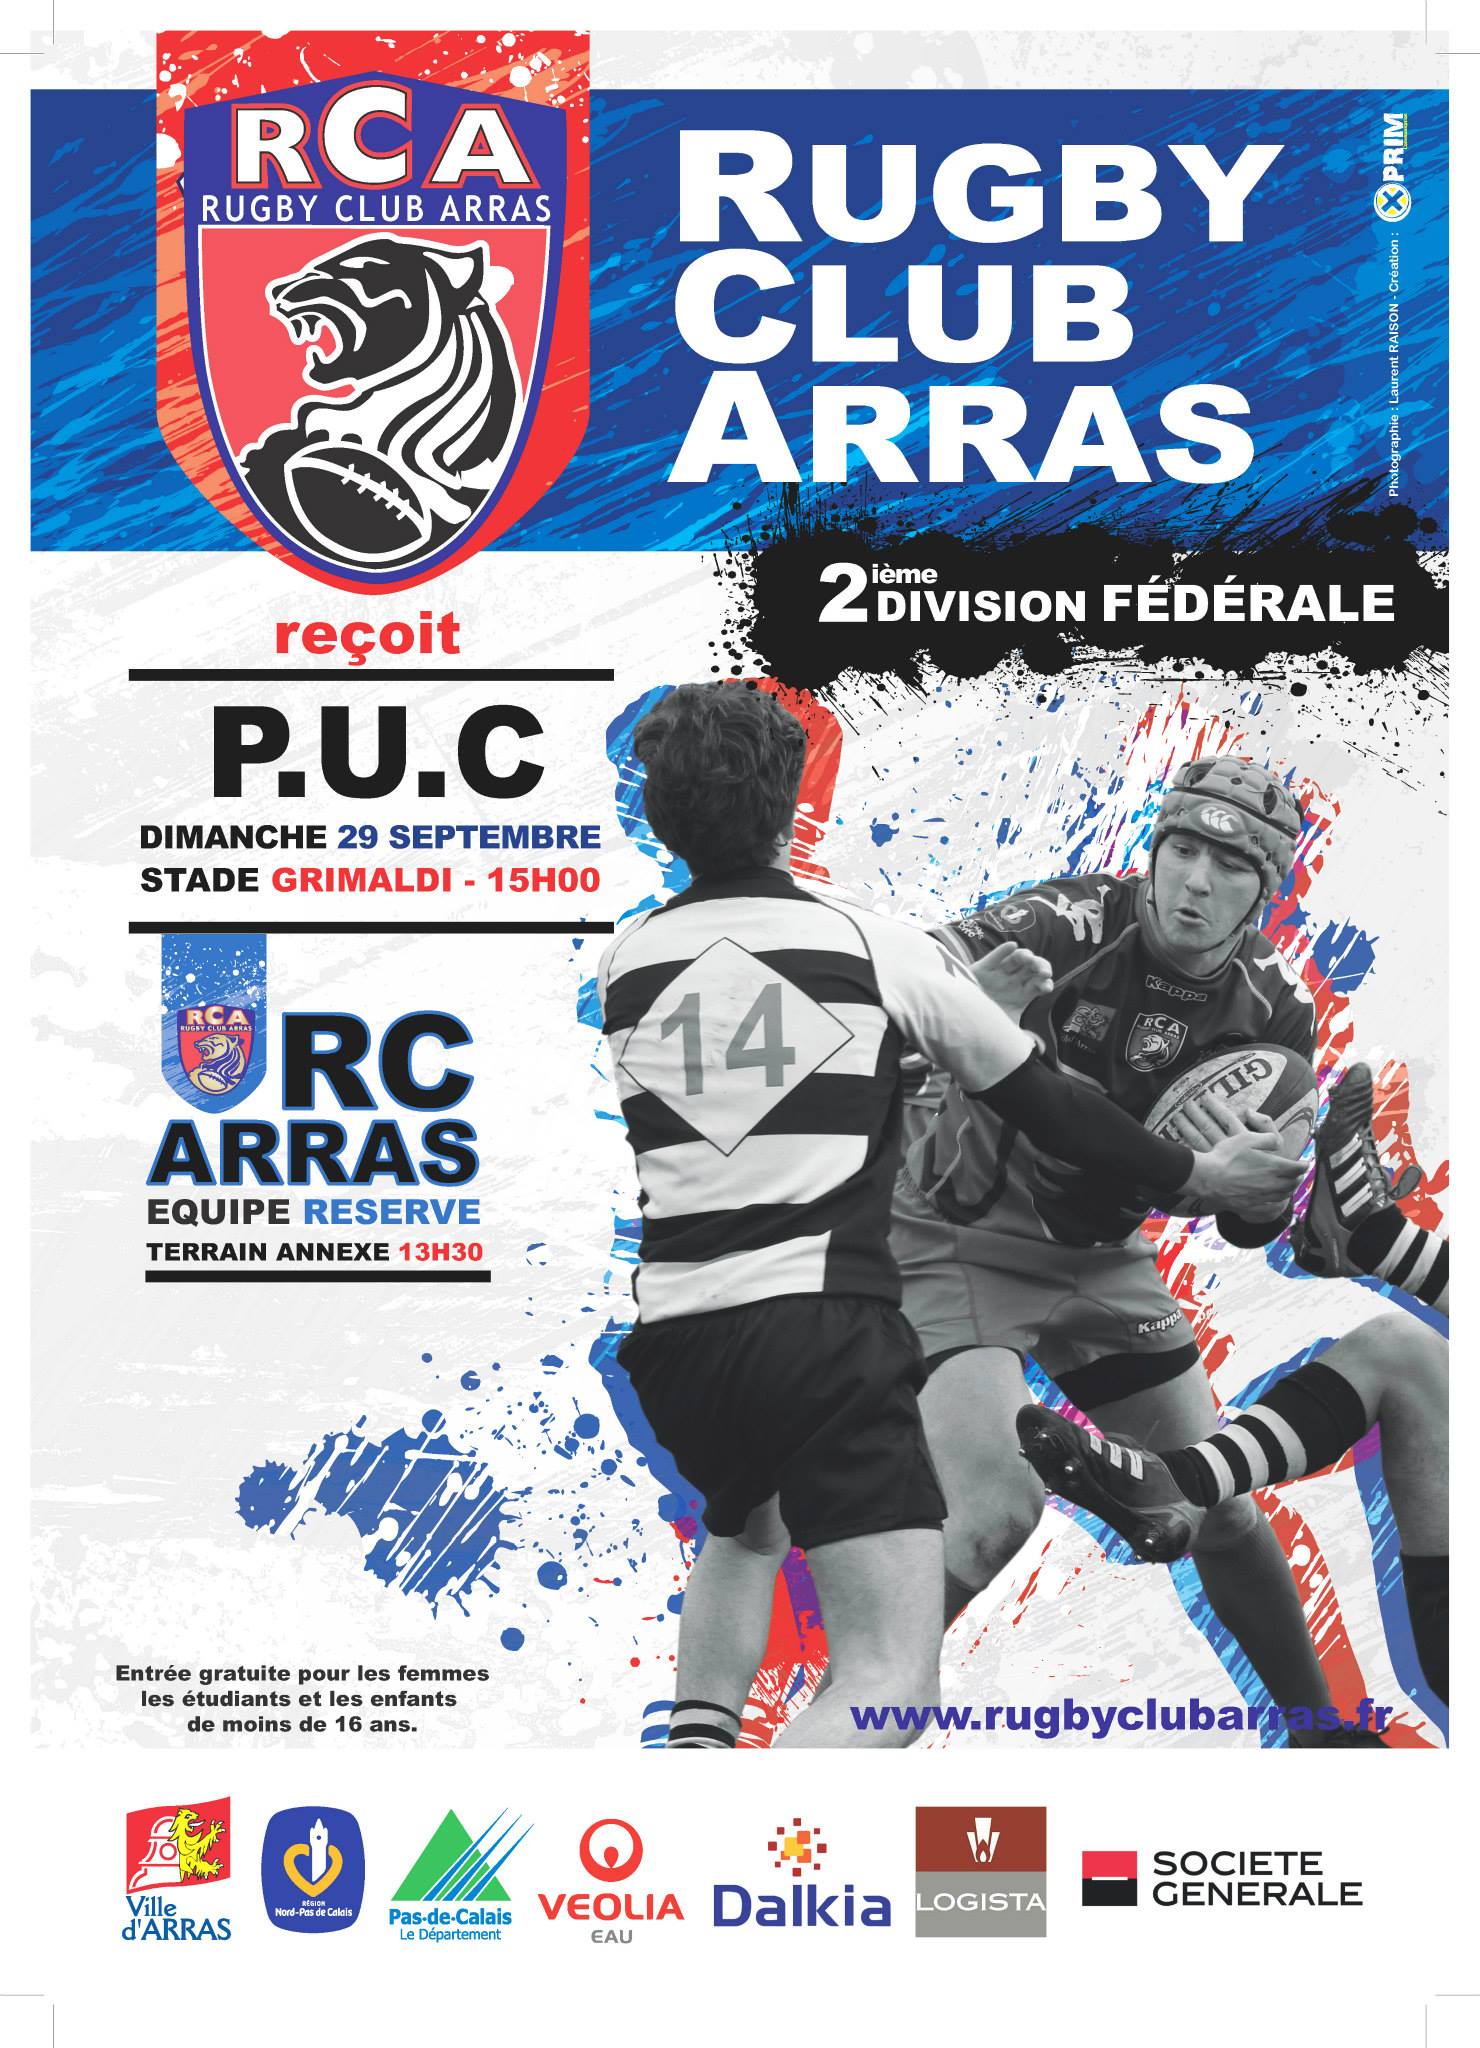 RCA
RUGBY CLUB ARRAS
RUGBY
CLUB
ARRAS
Photographie : Laurent RAISON - Création :
PRIM
2ième DIVISION FÉDÉRALE
reçoit
P.U.C
DIMANCHE 29 SEPTEMBRE
STADE GRIMALDI - 15H00
RCA
RUGBY CLUB ARRAS
RC
ARRAS
EQUIPE RESERVE
TERRAIN ANNEXE 13H30
14
Kappa
RCA
GIL
Kappa
Entrée gratuite pour les femmes
les étudiants et les enfants
de moins de 16 ans.
www.rugbyclubarras.fr
Ville
d'ARRAS
RÉGION
Nord-Pas de Calais
Pas-de-Calais
Le Département
VEOLIA
EAU
Dalkia
LOGISTA
SOCIETE
GENERALE